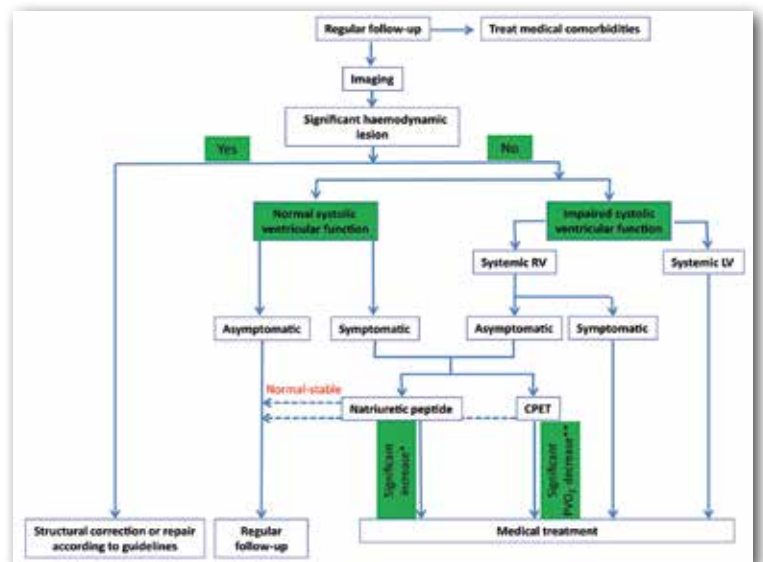 Regular follow-up
Treat medical comorbidities
Imaging
Significant haemodynamic
lesion
Yes
No
Normal systolic
ventricular function
Impaired systolic
ventricular function
Systemic RV
Systemic LV
Asymptomatic
Symptomatic
Asymptomatic
Symptomatic
Normal-stable
Natriuretic peptide
CPET
Significant
increase*
Significant
PVO₂ decrease**
Structural correction or repair
according to guidelines
Regular
follow-up
Medical treatment